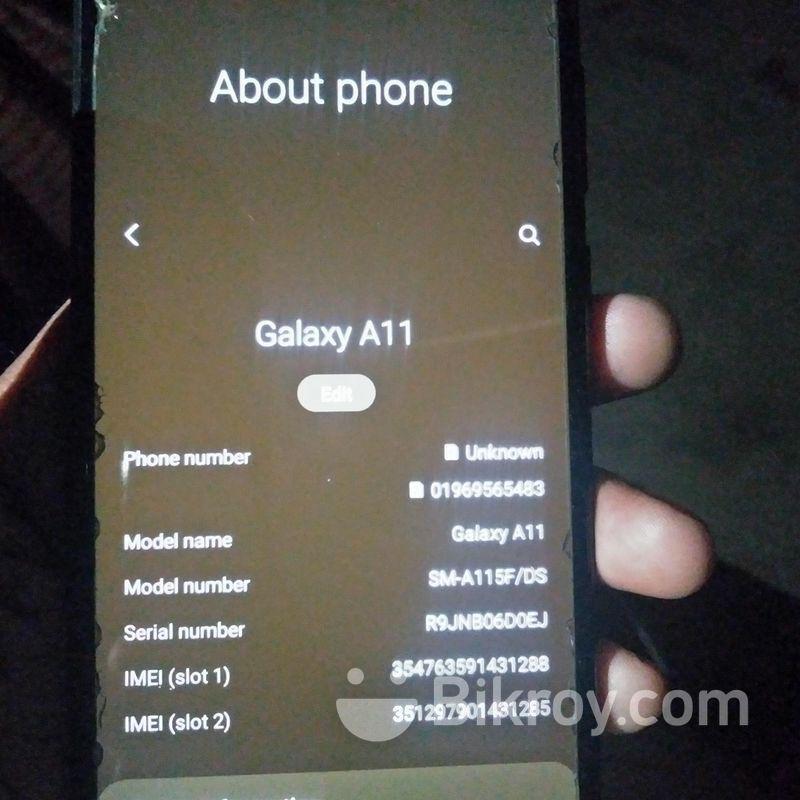 About phone
Galaxy A11
Edit
Phone number Unknown
01969565483
Model name Galaxy A11
Model number SM-A115F/DS
Serial number R9JNB06D0EJ
IMEI (slot 1) 354763591431288
IMEI (slot 2) 351297901431285
Bikroy.com